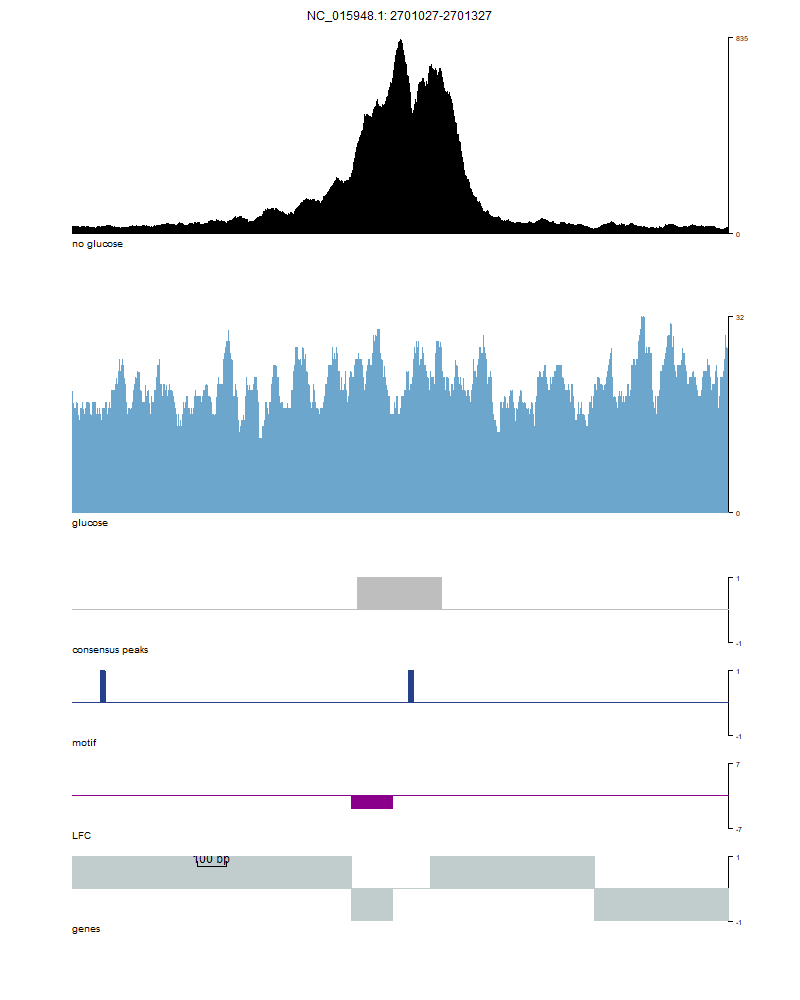 NC_015948.1: 2701027-2701327
835
0
no glucose
32
0
glucose
1
-1
consensus peaks
1
-1
motif
7
-7
LFC
100 bp
1
-1
genes